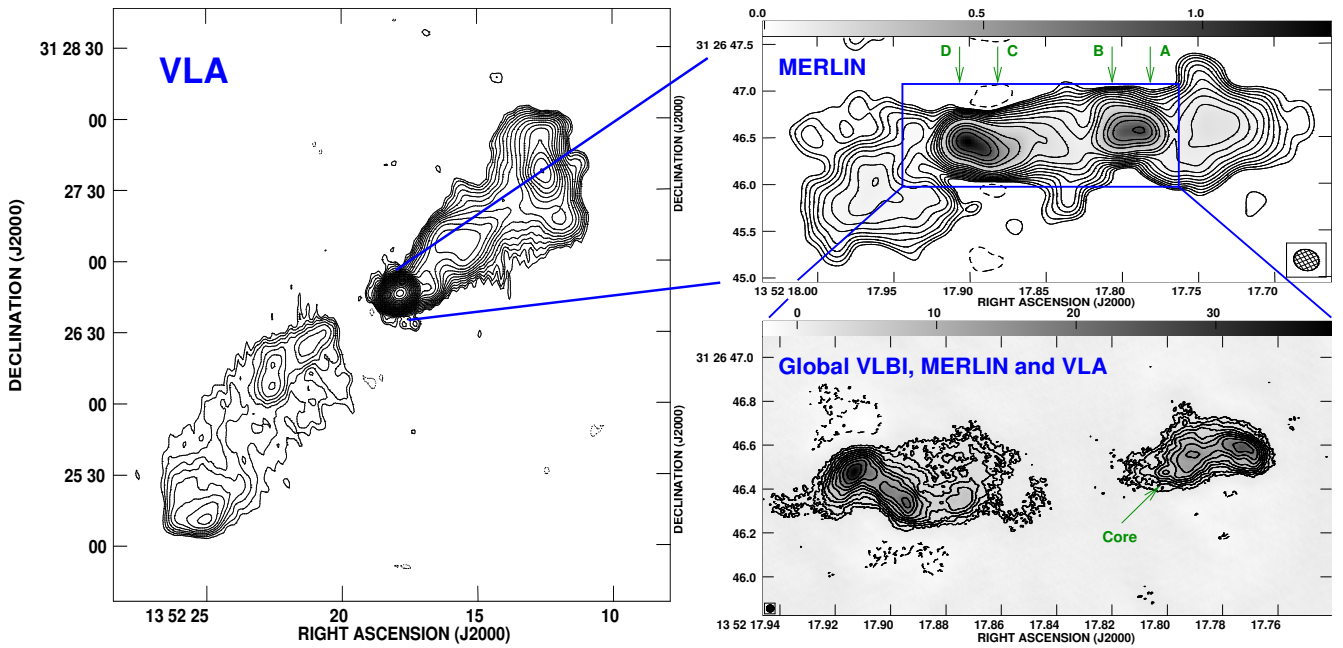 VLA
DECLINATION (J2000)
31 28 30
00
27 30
00
26 30
00
25 30
00
13 52 25
20
15
10
RIGHT ASCENSION (J2000)
0.0
0.5
1.0
MERLIN
D
C
B
A
DECLINATION (J2000)
31 26 47.5
47.0
46.5
46.0
45.5
45.0
13 52 18.00
17.95
17.90
17.85
17.80
17.75
17.70
RIGHT ASCENSION (J2000)
0
10
20
30
Global VLBI, MERLIN and VLA
Core
DECLINATION (J2000)
DECLINATION (J2000)
31 26 47.0
46.8
46.6
46.4
46.2
46.0
13 52 17.94
17.92
17.90
17.88
17.86
17.84
17.82
17.80
17.78
17.76
RIGHT ASCENSION (J2000)